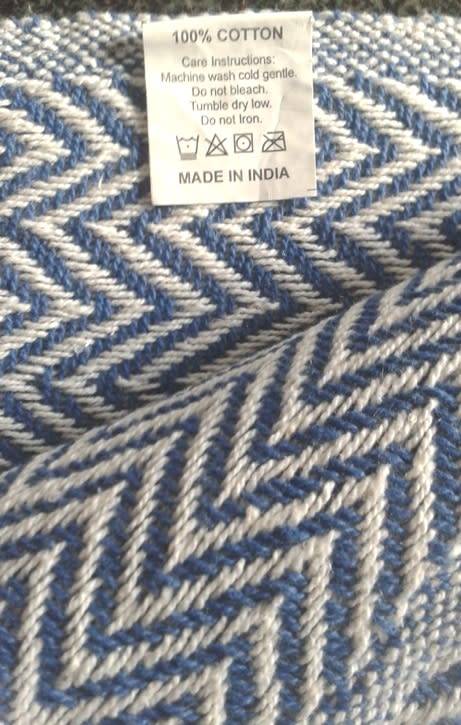 100% COTTON
Care Instructions:
Machine wash cold gentle.
Do not bleach.
Tumble dry low.
Do not Iron.
MADE IN INDIA